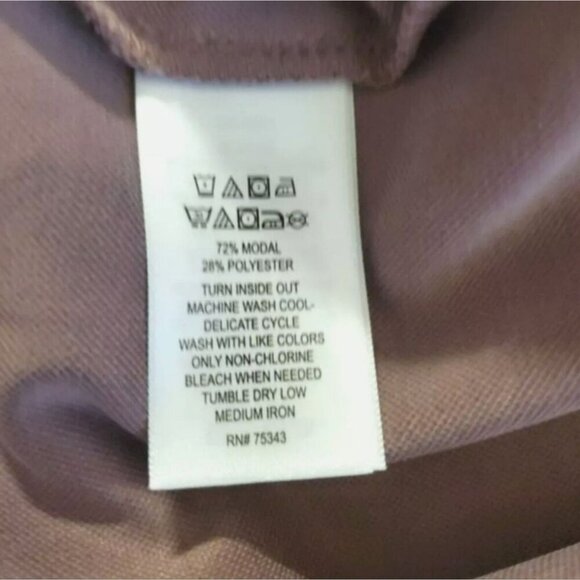 72% MODAL
28% POLYESTER
TURN INSIDE OUT
MACHINE WASH COOL-
DELICATE CYCLE
WASH WITH LIKE COLORS
ONLY NON-CHLORINE
BLEACH WHEN NEEDED
TUMBLE DRY LOW
MEDIUM IRON
RN# 75343